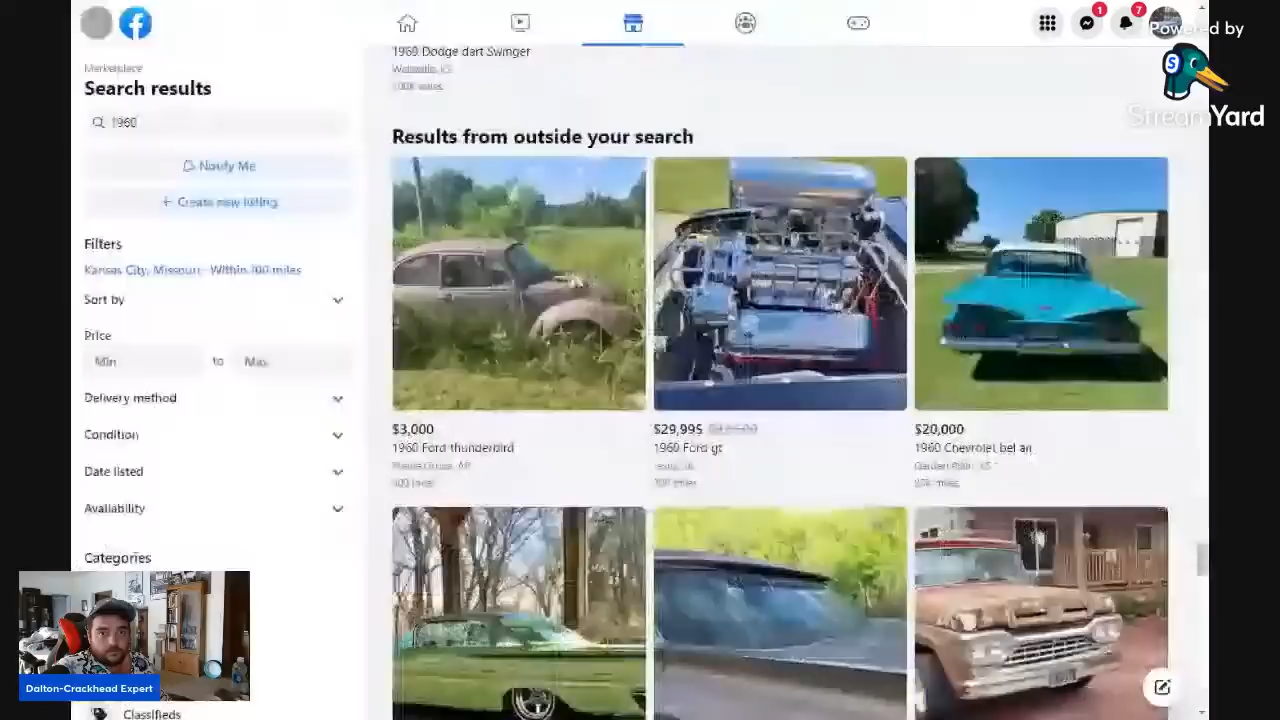 1
7
Powered by
StreamYard
Marketplace
Search results
1960
Notify Me
+ Create new listing
Filters
Kansas City, Missouri · Within 100 miles
Sort by
Price
Min
to
Max
Delivery method
Condition
Date listed
Availability
Categories
Classifieds
Dalton-Crackhead Expert
1960 Dodge dart Swinger
Results from outside your search
$3,000
1960 Ford thunderbird
$29,995
1960 Ford gt
$20,000
1960 Chevrolet bel air